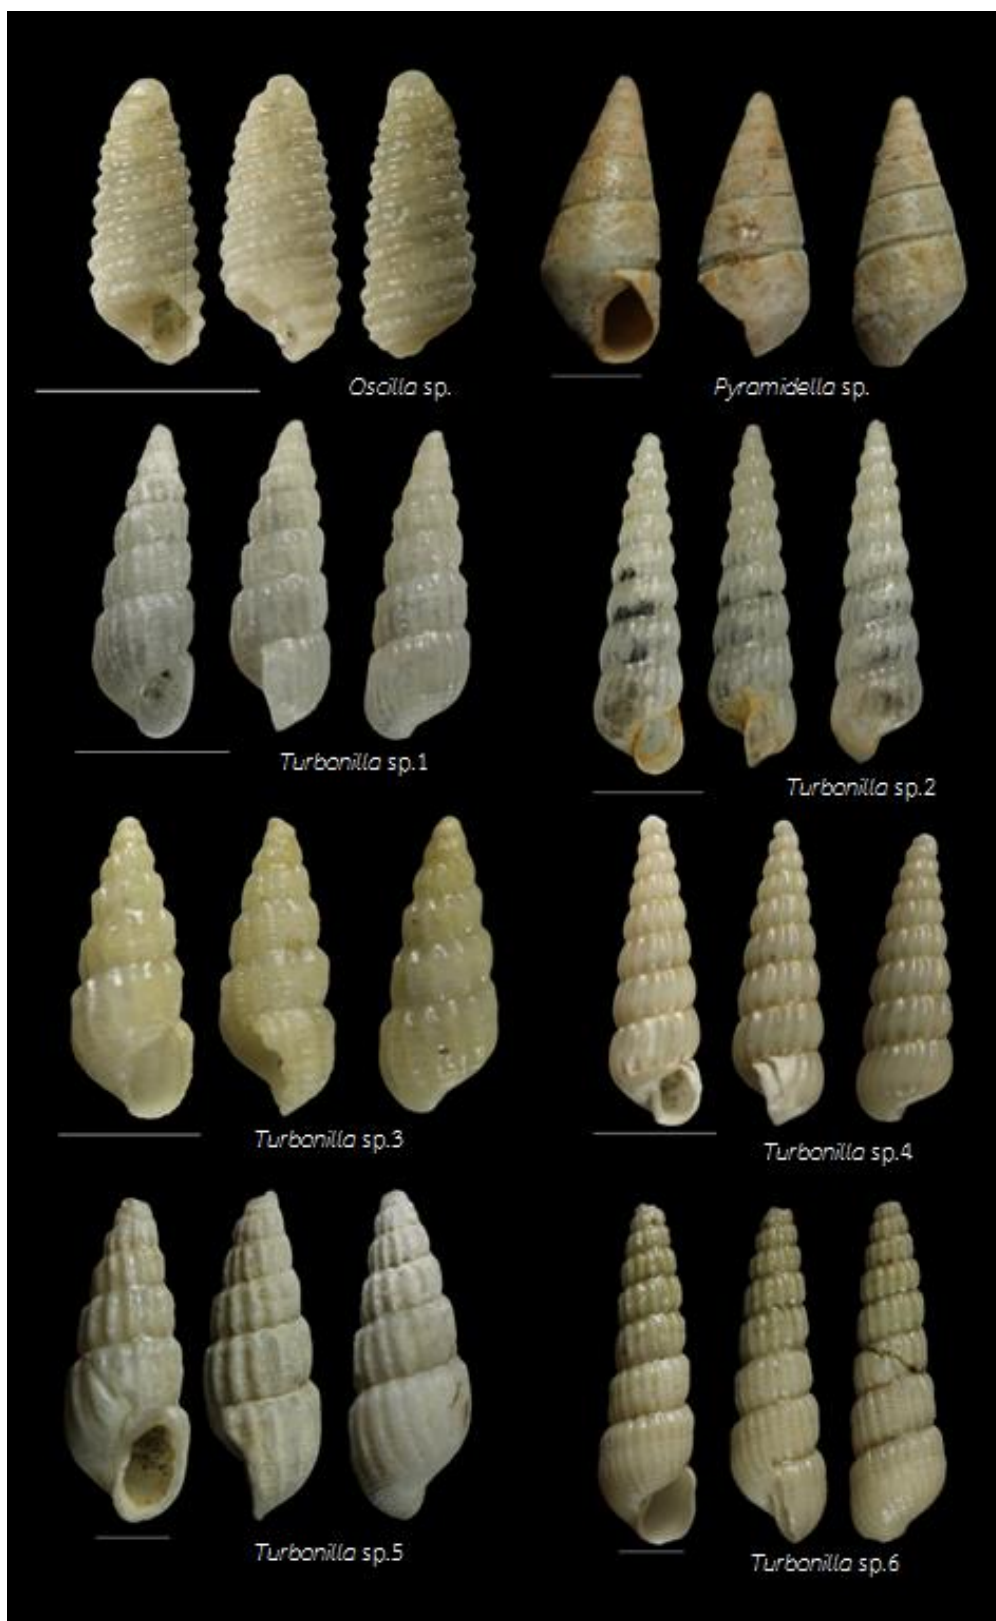 Oscilla sp.
Pyramidella sp.
Turbonilla sp.1
Turbonilla sp.2
Turbonilla sp.3
Turbonilla sp.4
Turbonilla sp.5
Turbonilla sp.6